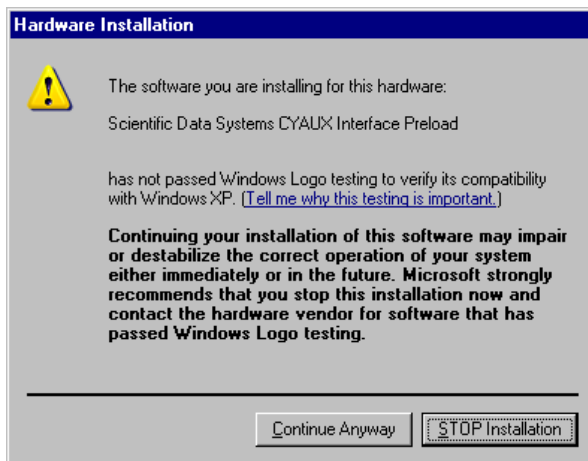 Hardware Installation
The software you are installing for this hardware:
Scientific Data Systems CYAUX Interface Preload
has not passed Windows Logo testing to verify its compatibility
with Windows XP. (Tell me why this testing is important.)
Continuing your installation of this software may impair
or destabilize the correct operation of your system
either immediately or in the future. Microsoft strongly
recommends that you stop this installation now and
contact the hardware vendor for software that has
passed Windows Logo testing.
Continue Anyway
STOP Installation